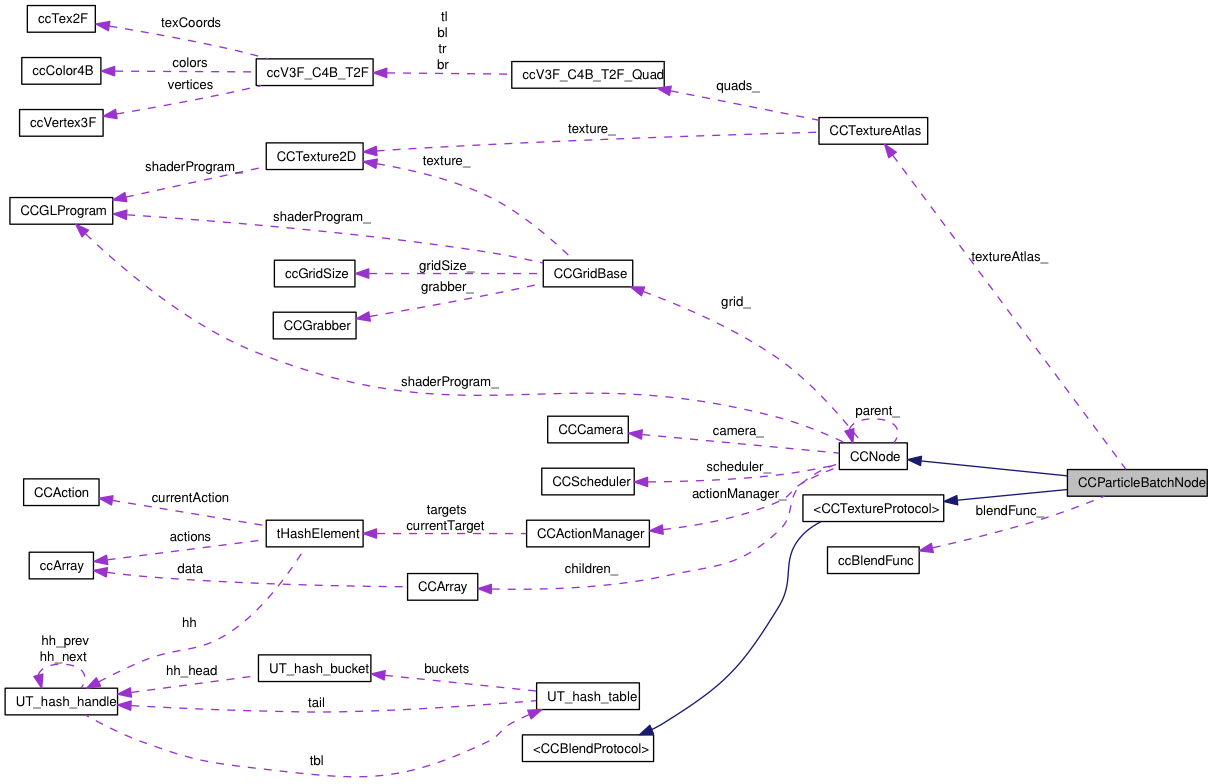 ccTex2F
texCoords
tl
bl
tr
br
ccColor4B
colors
ccV3F_C4B_T2F
ccV3F_C4B_T2F_Quad
vertices
quads_
ccVertex3F
texture_
CCTextureAtlas
CCTexture2D
texture_
shaderProgram_
CCGLProgram
shaderProgram_
textureAtlas_
ccGridSize
gridSize_
CCGridBase
grabber_
grid_
CCGrabber
shaderProgram_
parent_
CCCamera
camera_
CCNode
scheduler_
CCScheduler
CCParticleBatchNode
CCAction
currentAction
actionManager_
<CCTextureProtocol>
blendFunc_
targets
currentTarget
tHashElement
CCActionManager
actions
ccArray
data
children_
ccBlendFunc
CCArray
hh
hh_prev
hh_next
UT_hash_bucket
hh_head
buckets
UT_hash_handle
UT_hash_table
tail
<CCBlendProtocol>
tbl